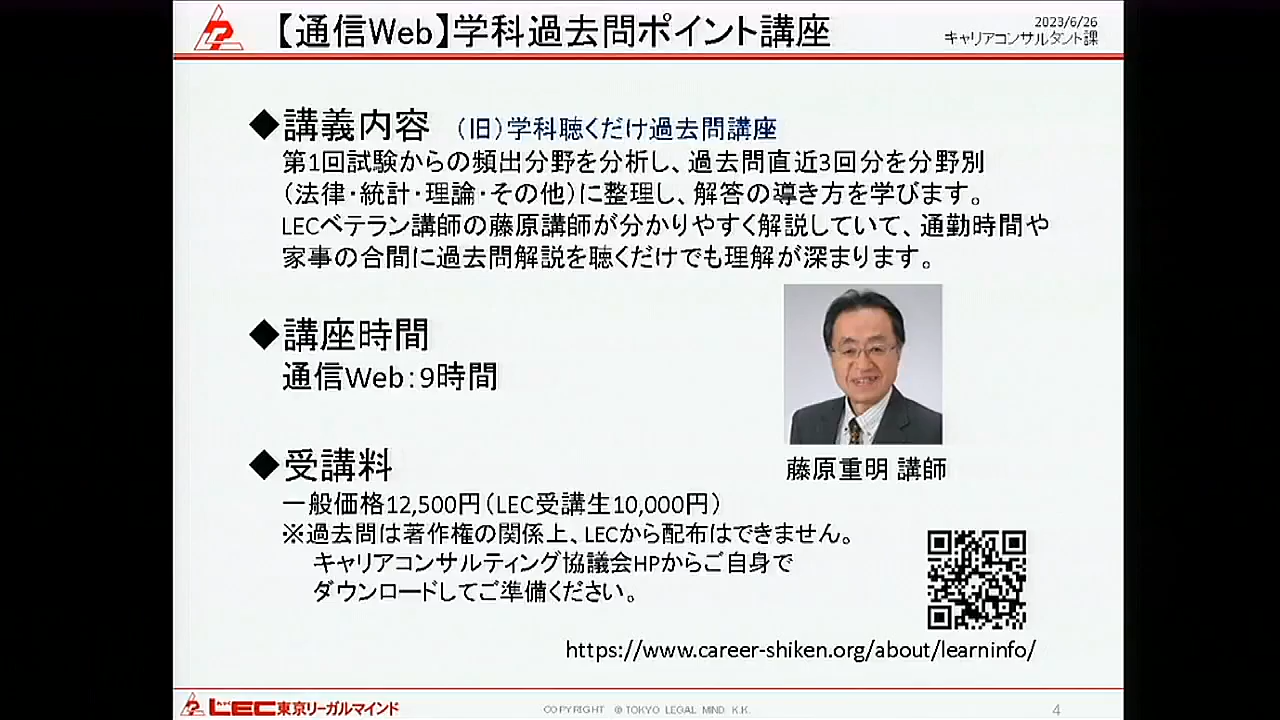 【通信Web】学科過去問ポイント講座
2023/6/26
キャリアコンサルタント課
◆講義内容 （旧）学科聴くだけ過去問講座
第1回試験からの頻出分野を分析し、過去問直近3回分を分野別
（法律・統計・理論・その他）に整理し、解答の導き方を学びます。
LECベテラン講師の藤原講師が分かりやすく解説していて、通勤時間や
家事の合間に過去問解説を聴くだけでも理解が深まります。
◆講座時間
通信Web：9時間
藤原重明 講師
◆受講料
一般価格12,500円（LEC受講生10,000円）
※過去問は著作権の関係上、LECから配布はできません。
キャリアコンサルティング協議会HPからご自身で
ダウンロードしてご準備ください。
https://www.career-shiken.org/about/learninfo/
LEC東京リーガルマインド
COPYRIGHT © TOKYO LEGAL MIND K.K.
4